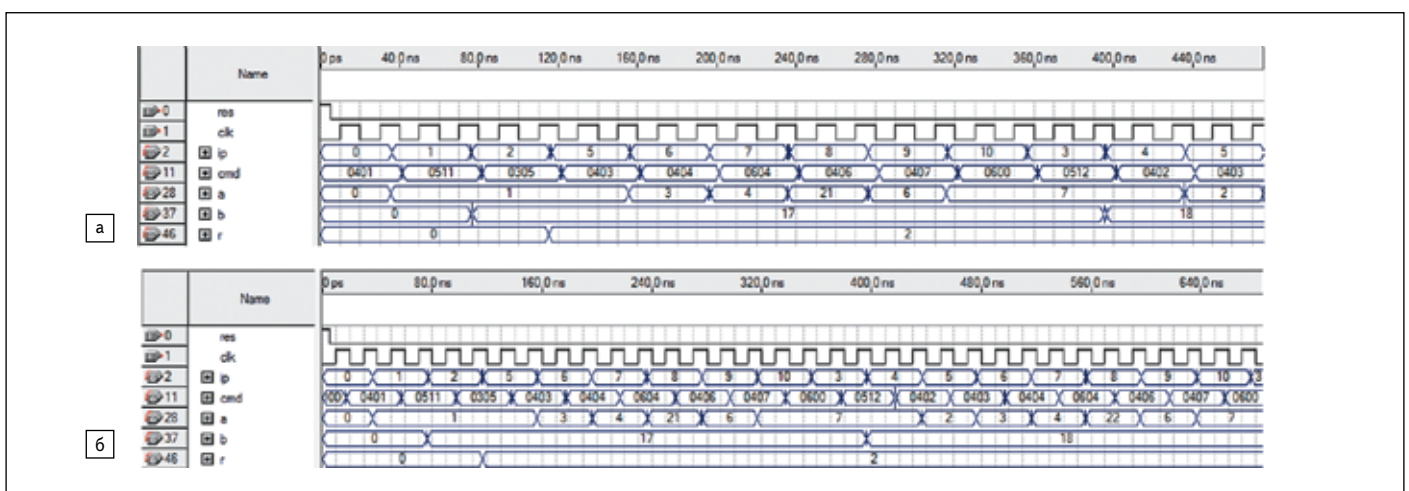 Name 0 ps 40,0 ns 80,0 ns 120,0 ns 160,0 ns 200,0 ns 240,0 ns 280,0 ns 320,0 ns 360,0 ns 400,0 ns 440,0 ns
0 res
1 clk
2 ip 0 1 2 5 6 7 8 9 10 3 4 5
11 cmd 0401 0511 0305 0403 0404 0604 0406 0407 0600 0512 0402 0403
28 a 0 1 3 4 21 6 7 2
37 b 0 17 18
46 r 0 2
а
Name 0 ps 80,0 ns 160,0 ns 240,0 ns 320,0 ns 400,0 ns 480,0 ns 560,0 ns 640,0 ns
0 res
1 clk
2 ip 0 1 2 5 6 7 8 9 10 3 4 5 6 7 8 9 10 3
11 cmd 0401 0511 0305 0403 0404 0604 0406 0407 0600 0512 0402 0403 0404 0604 0406 0407 0600
28 a 0 1 3 4 21 6 7 2 3 4 22 6 7
37 b 0 17 18
46 r 0 2
б